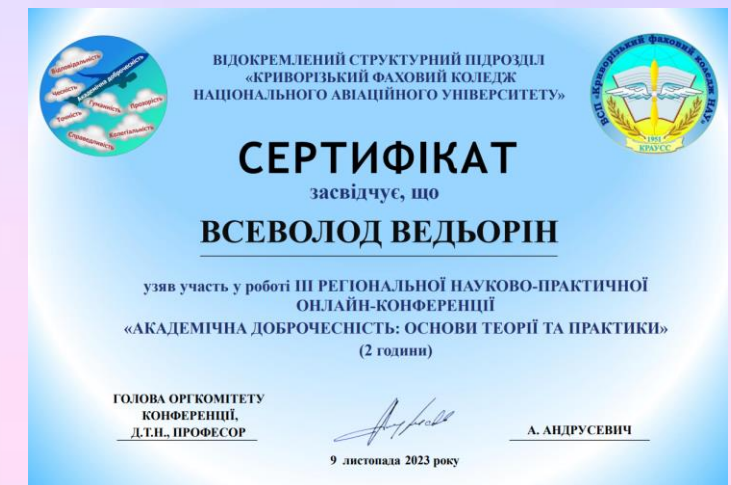 Відповідальність
Академічна доброчесність
Чесність
Гуманність
Прозорість
Точність
Справедливість
Колегіальність
ВІДОКРЕМЛЕНИЙ СТРУКТУРНИЙ ПІДРОЗДІЛ
«КРИВОРІЗЬКИЙ ФАХОВИЙ КОЛЕДЖ
НАЦІОНАЛЬНОГО АВІАЦІЙНОГО УНІВЕРСИТЕТУ»
ВСП «Криворізький фаховий коледж НАУ»
1951
КРАУСС
СЕРТИФІКАТ
засвідчує, що
ВСЕВОЛОД ВЕДЬОРІН
узяв участь у роботі ІІІ РЕГІОНАЛЬНОЇ НАУКОВО-ПРАКТИЧНОЇ
ОНЛАЙН-КОНФЕРЕНЦІЇ
«АКАДЕМІЧНА ДОБРОЧЕСНІСТЬ: ОСНОВИ ТЕОРІЇ ТА ПРАКТИКИ»
(2 години)
ГОЛОВА ОРГКОМІТЕТУ
КОНФЕРЕНЦІЇ,
Д.Т.Н., ПРОФЕСОР
А. АНДРУСЕВИЧ
9 листопада 2023 року